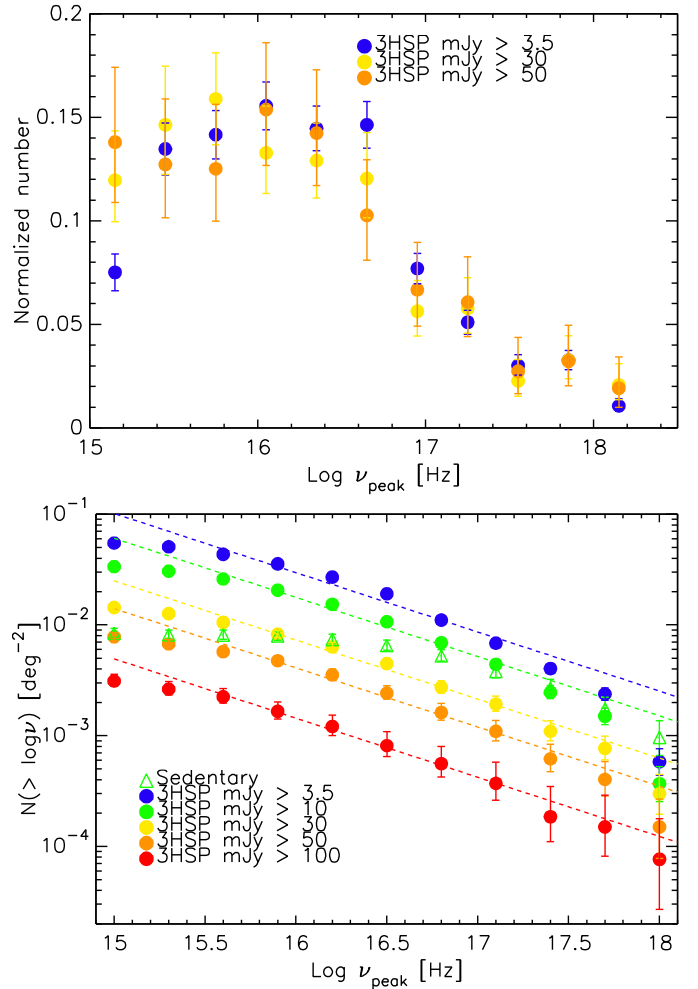 0.2
0.15
0.1
0.05
0
Normalized number
3HSP mJy > 3.5
3HSP mJy > 30
3HSP mJy > 50
15 16 17 18
Log νpeak [Hz]
10⁻¹
10⁻²
10⁻³
10⁻⁴
N(> logν) [deg⁻²]
Sedentary
3HSP mJy > 3.5
3HSP mJy > 10
3HSP mJy > 30
3HSP mJy > 50
3HSP mJy > 100
15 15.5 16 16.5 17 17.5 18
Log νpeak [Hz]